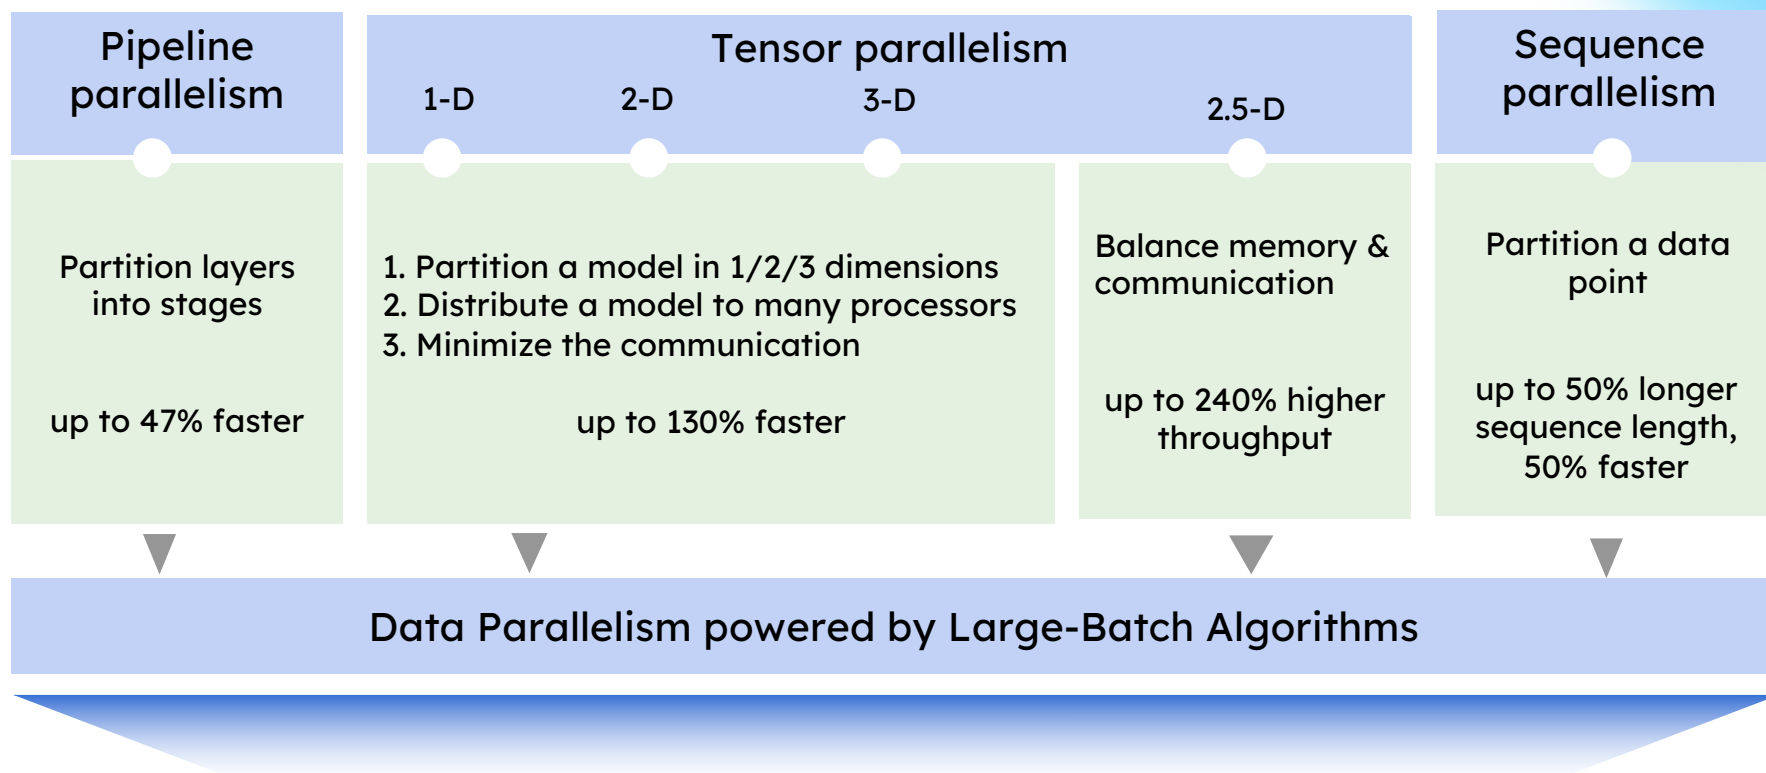 Pipeline
parallelism
Tensor parallelism
1-D
2-D
3-D
2.5-D
Sequence
parallelism
Partition layers
into stages
up to 47% faster
1. Partition a model in 1/2/3 dimensions
2. Distribute a model to many processors
3. Minimize the communication
up to 130% faster
Balance memory &
communication
up to 240% higher
throughput
Partition a data
point
up to 50% longer
sequence length,
50% faster
Data Parallelism powered by Large-Batch Algorithms